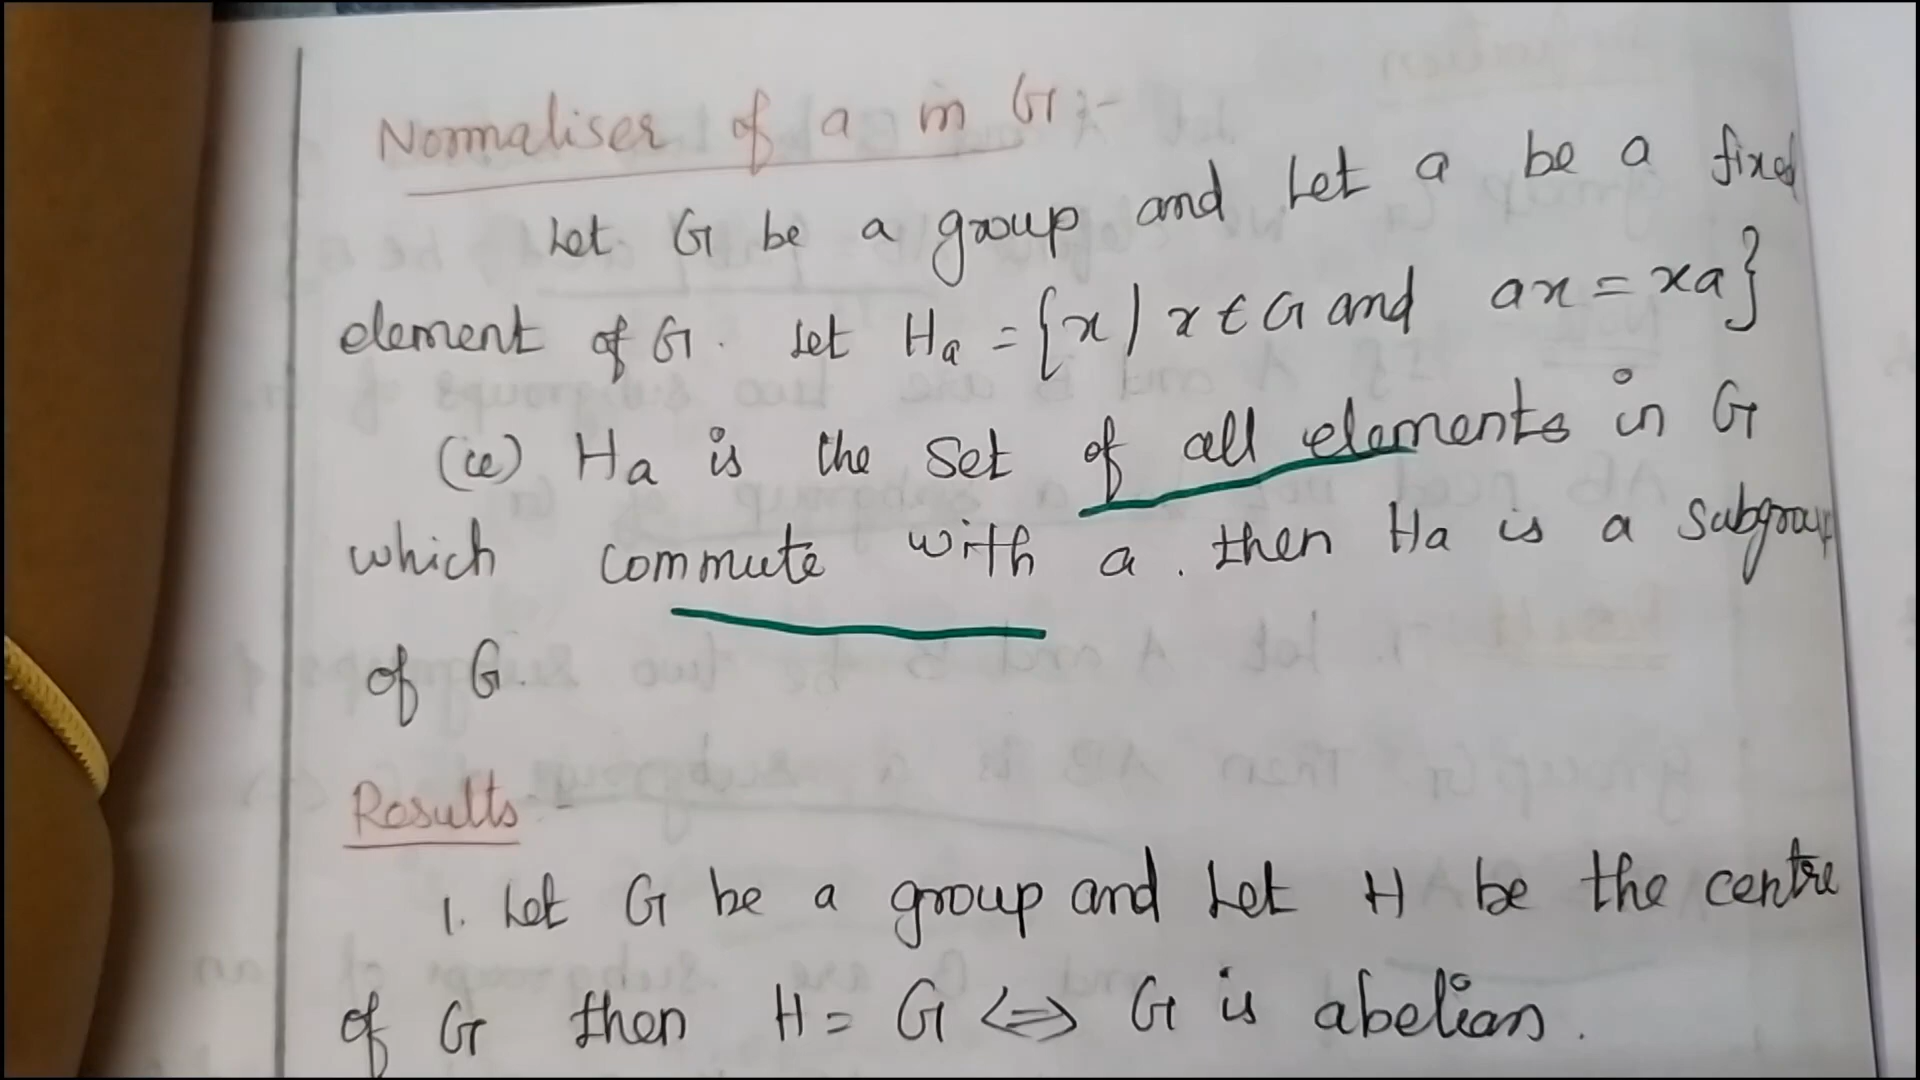 Normaliser of a in G :-
Let G be a group and Let a be a fixed
element of G. Let Ha = {x / x ∈ G and ax = xa}
(ie) Ha is the set of all elements in G
which commute with a. then Ha is a subgroup
of G.
Results -
1. Let G be a group and Let H be the centre
of G then H = G <=> G is abelian.